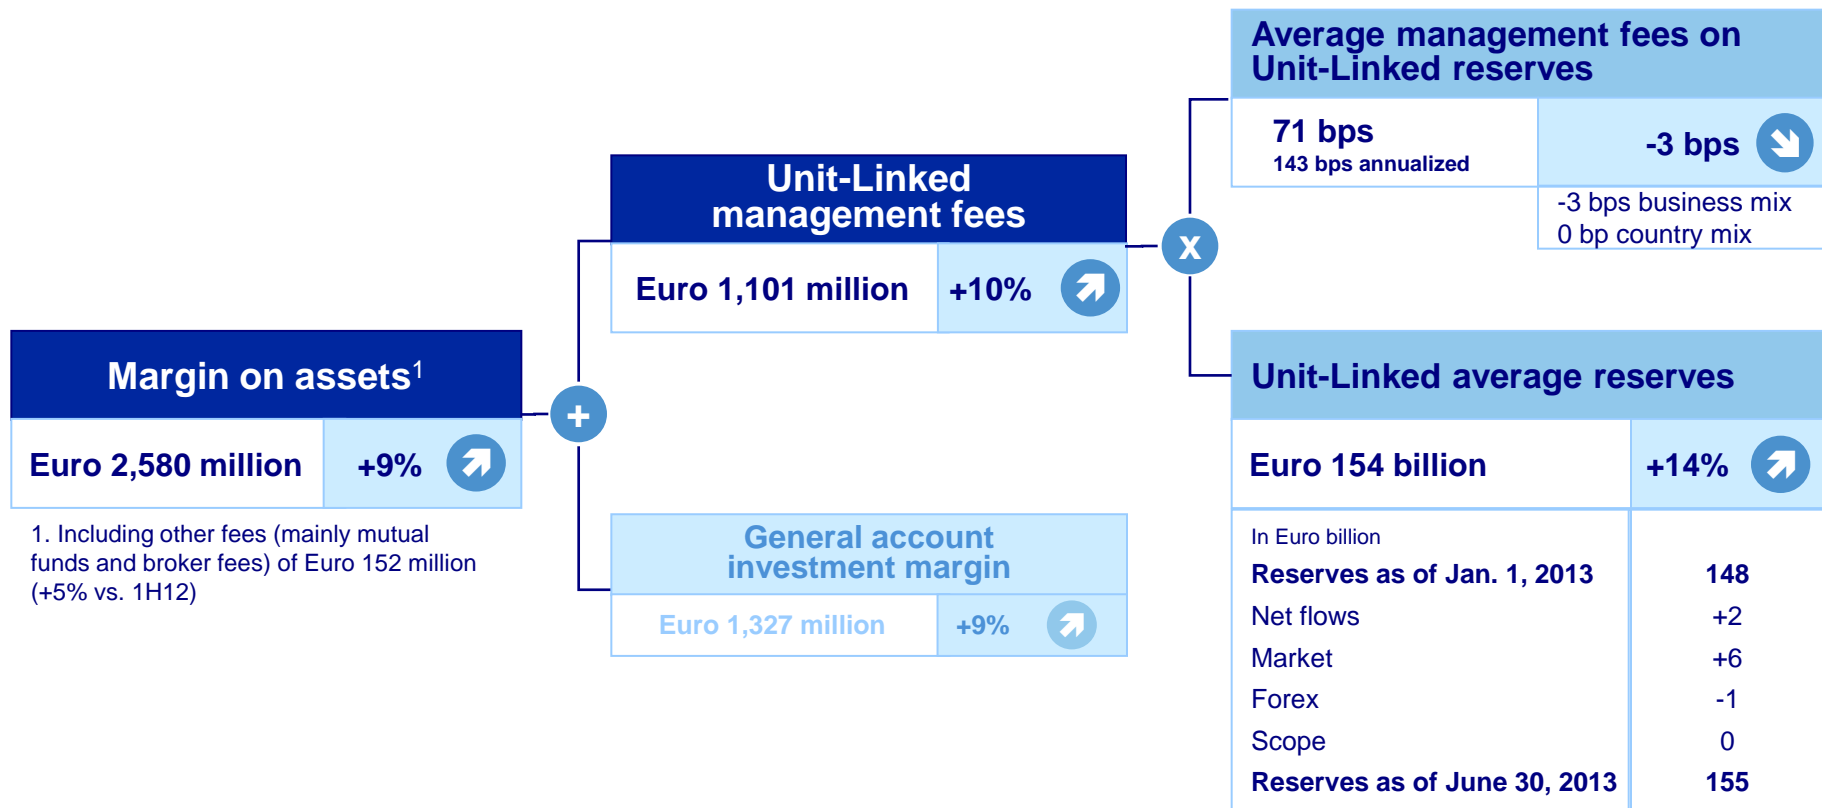 Margin on assets1
Euro 2,580 million +9%
1. Including other fees (mainly mutual
funds and broker fees) of Euro 152 million
(+5% vs. 1H12)
+
Unit-Linked
management fees
Euro 1,101 million +10%
General account
investment margin
Euro 1,327 million +9%
x
Average management fees on
Unit-Linked reserves
71 bps
143 bps annualized
-3 bps
-3 bps business mix
0 bp country mix
Unit-Linked average reserves
Euro 154 billion +14%
In Euro billion
Reserves as of Jan. 1, 2013 148
Net flows +2
Market +6
Forex -1
Scope 0
Reserves as of June 30, 2013 155